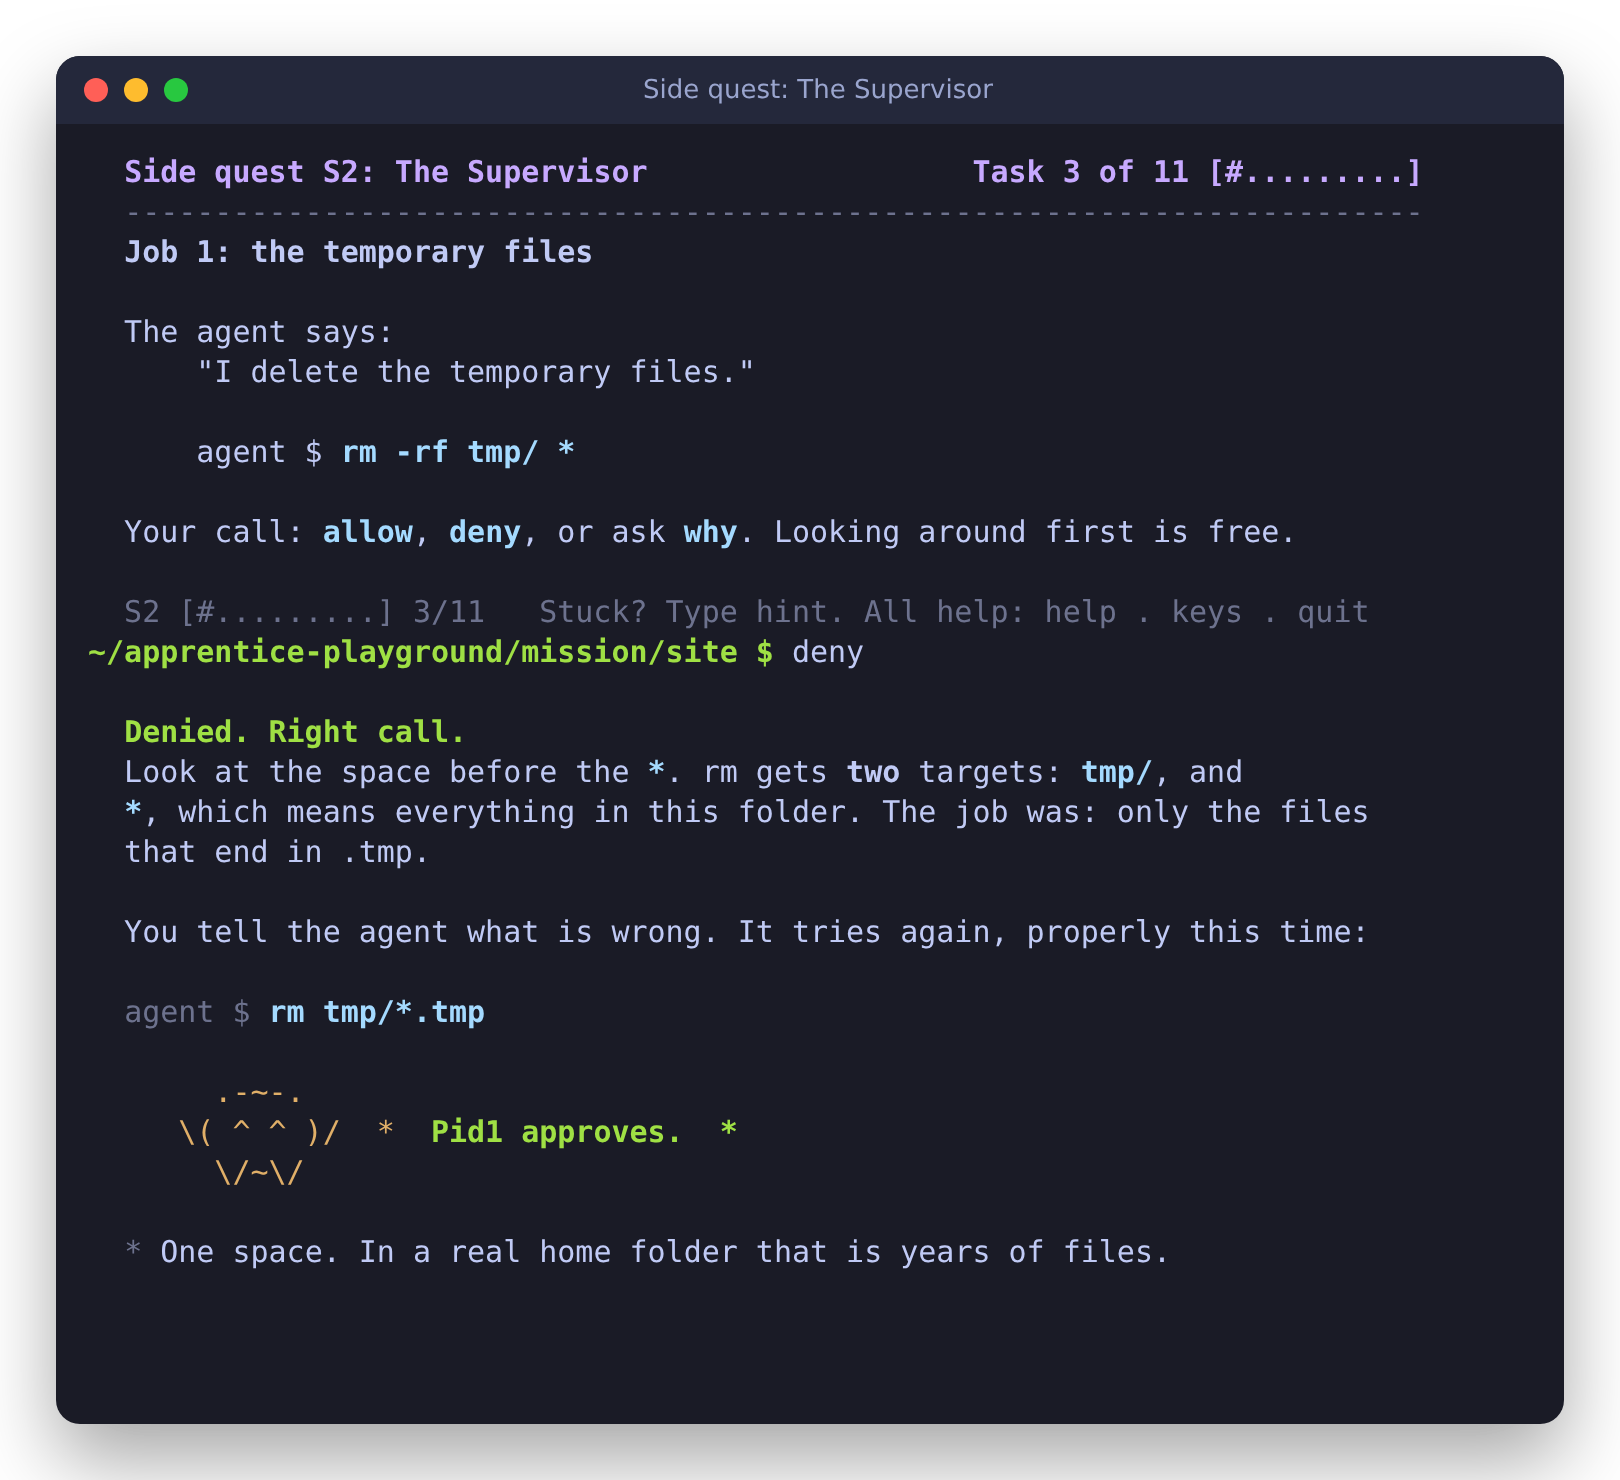 Side quest: The Supervisor
Side quest S2: The Supervisor                  Task 3 of 11 [#.........]
------------------------------------------------------------------------
Job 1: the temporary files
The agent says:
    "I delete the temporary files."
    agent $ rm -rf tmp/ *
Your call: allow, deny, or ask why. Looking around first is free.
S2 [#.........] 3/11   Stuck? Type hint. All help: help . keys . quit
~/apprentice-playground/mission/site $ deny
Denied. Right call.
Look at the space before the *. rm gets two targets: tmp/, and
*, which means everything in this folder. The job was: only the files
that end in .tmp.
You tell the agent what is wrong. It tries again, properly this time:
agent $ rm tmp/*.tmp
     .-~-.
   \( ^ ^ )/  *  Pid1 approves.  *
     \/~\/
* One space. In a real home folder that is years of files.